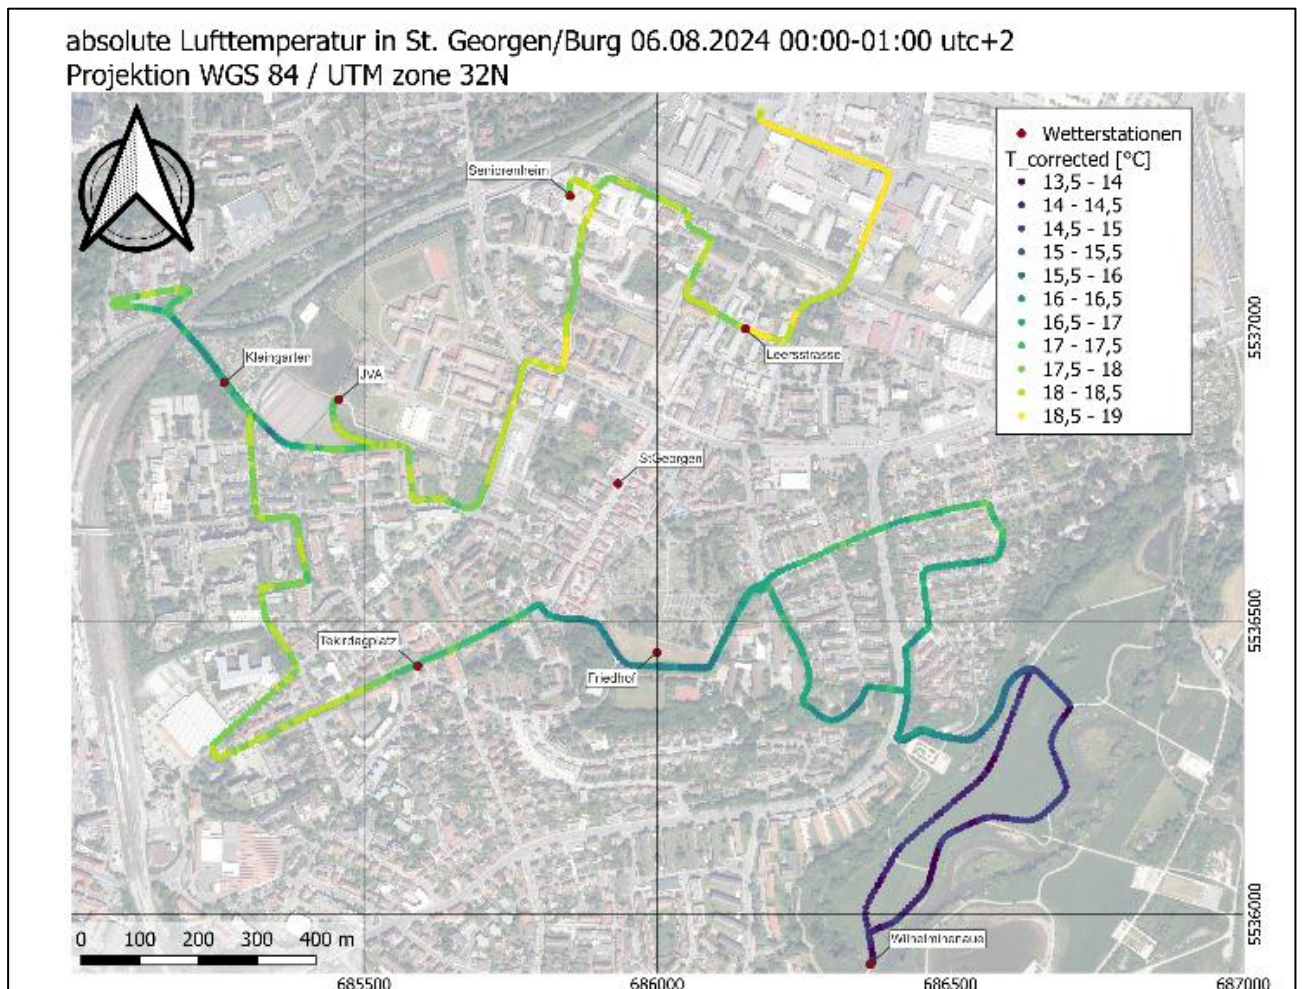 absolute Lufttemperatur in St. Georgen/Burg 06.08.2024 00:00-01:00 utc+2
Projektion WGS 84 / UTM zone 32N
Wetterstationen
T_corrected [°C]
13,5 - 14
14 - 14,5
14,5 - 15
15 - 15,5
15,5 - 16
16 - 16,5
16,5 - 17
17 - 17,5
17,5 - 18
18 - 18,5
18,5 - 19
Seniorenheim
Leersstrasse
Kleingarten
JVA
StGeorgen
Tekirdagplatz
Friedhof
Wilhelminenaue
5537000
5536500
5536000
0 100 200 300 400 m
685500 686000 686500 687000